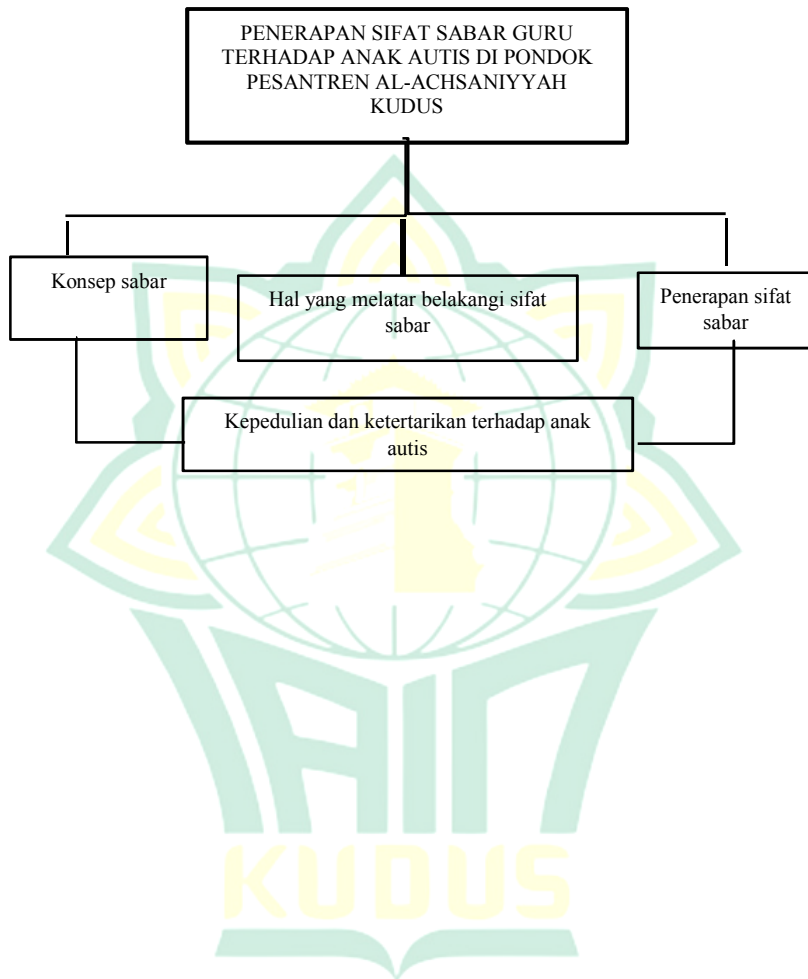 PENERAPAN SIFAT SABAR GURU
TERHADAP ANAK AUTIS DI PONDOK
PESANTREN AL-ACHSANIYYAH
KUDUS
Konsep sabar
Hal yang melatar belakangi sifat
sabar
Penerapan sifat
sabar
Kepedulian dan ketertarikan terhadap anak
autis
IAIN
KUDUS